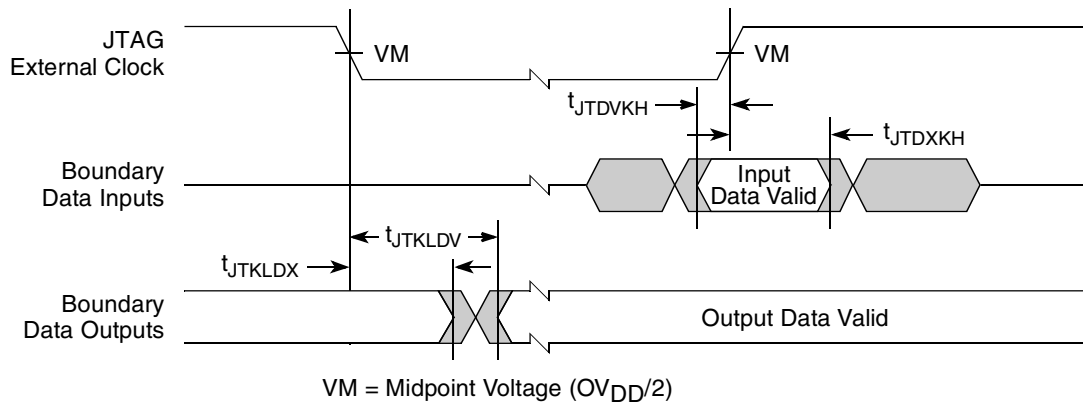 JTAG
External Clock
VM
VM
tJTDVKH
tJTDXKH
Boundary
Data Inputs
Input
Data Valid
tJTKLDV
tJTKLDX
Boundary
Data Outputs
Output Data Valid
VM = Midpoint Voltage (OVDD/2)